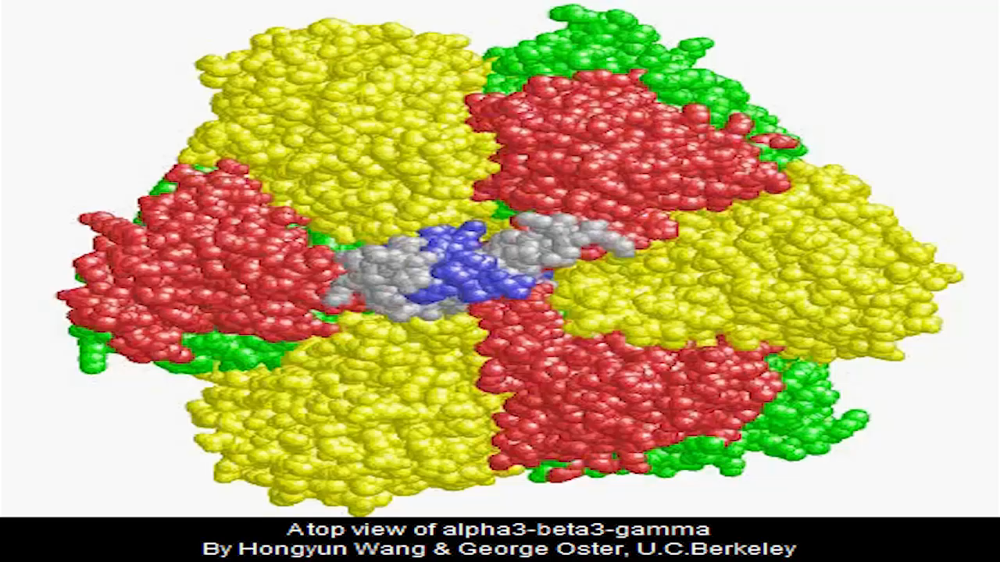 A top view of alpha3-beta3-gamma
By Hongyun Wang & George Oster, U.C.Berkeley